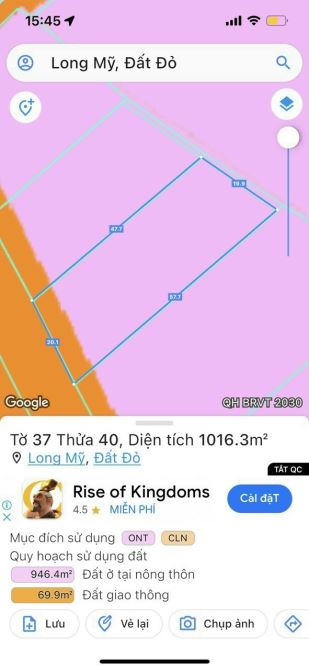 15:45
Long Mỹ, Đất Đỏ
19.9
47.7
57.7
20.1
Google
QH BRVT 2030
Tờ 37 Thửa 40, Diện tích 1016.3m²
Long Mỹ, Đất Đỏ
TẮT QC
Rise of Kingdoms
4.5 ★ MIỄN PHÍ
Cài đặT
Mục đích sử dụng ONT CLN
Quy hoạch sử dụng đất
946.4m² Đất ở tại nông thôn
69.9m² Đất giao thông
Lưu
Vẽ lại
Chụp ảnh